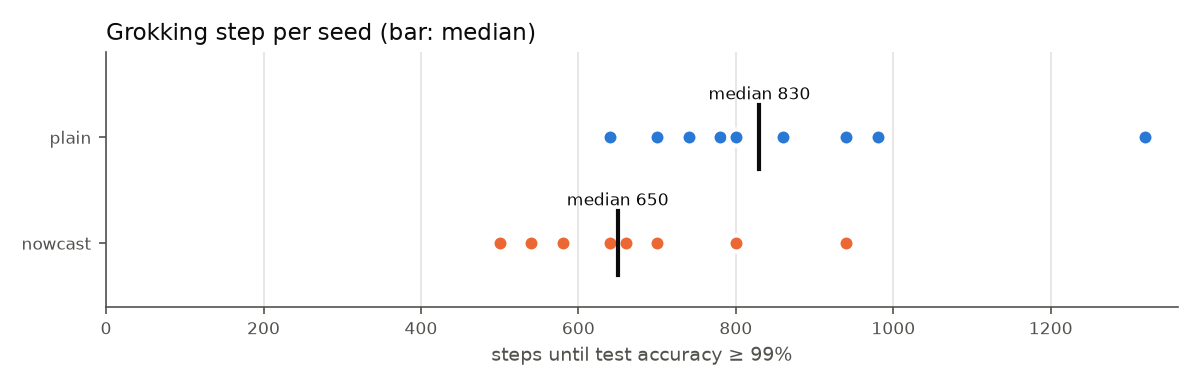 Grokking step per seed (bar: median)
median 830
plain
median 650
nowcast
0 200 400 600 800 1000 1200
steps until test accuracy ≥ 99%